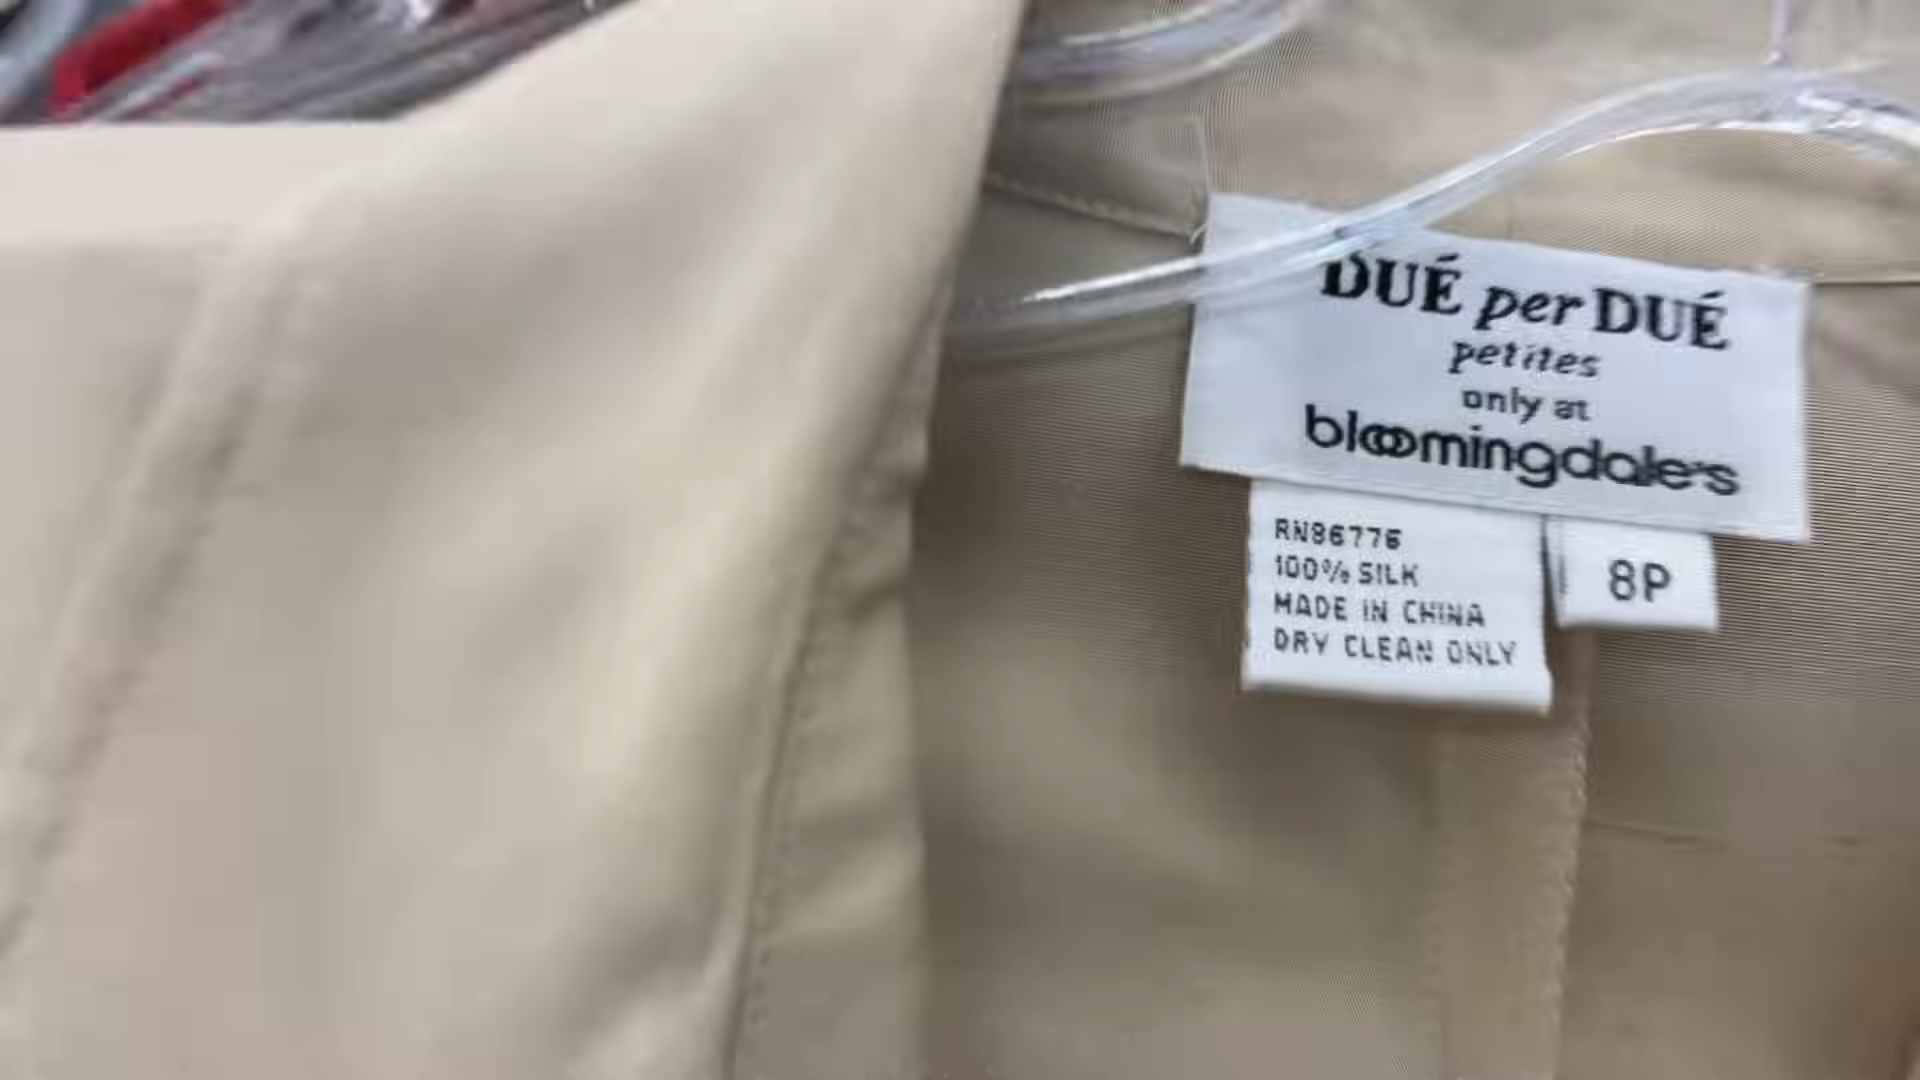 DUÉ per DUÉ
petites
only at
bloomingdale's
RN86776
100% SILK
MADE IN CHINA
DRY CLEAN ONLY
8P